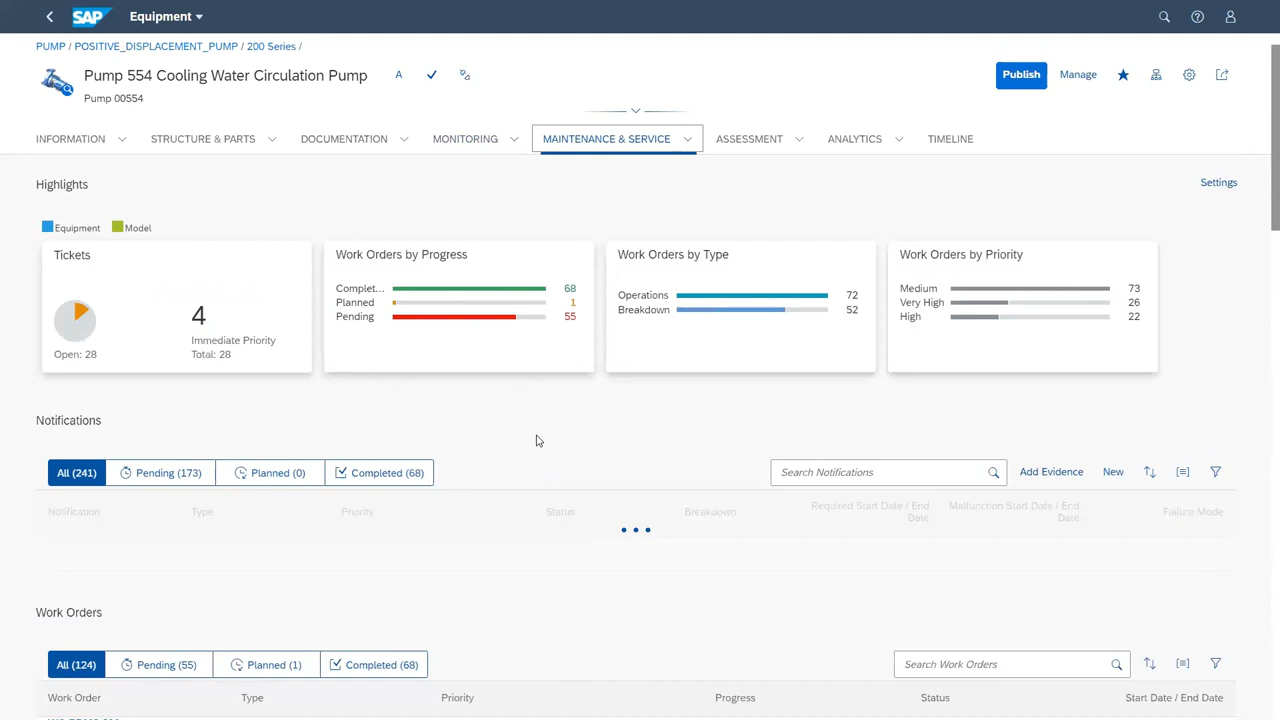 SAP Equipment
PUMP / POSITIVE_DISPLACEMENT_PUMP / 200 Series /
Pump 554 Cooling Water Circulation Pump A
Pump 00554
Publish Manage
INFORMATION STRUCTURE & PARTS DOCUMENTATION MONITORING MAINTENANCE & SERVICE ASSESSMENT ANALYTICS TIMELINE
Highlights Settings
Equipment Model
Tickets
4
Immediate Priority
Open: 28 Total: 28
Work Orders by Progress
Complet... 68
Planned 1
Pending 55
Work Orders by Type
Operations 72
Breakdown 52
Work Orders by Priority
Medium 73
Very High 26
High 22
Notifications
All (241) Pending (173) Planned (0) Completed (68) Search Notifications Add Evidence New
Notification Type Priority Status Breakdown Required Start Date / End Date Malfunction Start Date / End Date Failure Mode
Work Orders
All (124) Pending (55) Planned (1) Completed (68) Search Work Orders
Work Order Type Priority Progress Status Start Date / End Date